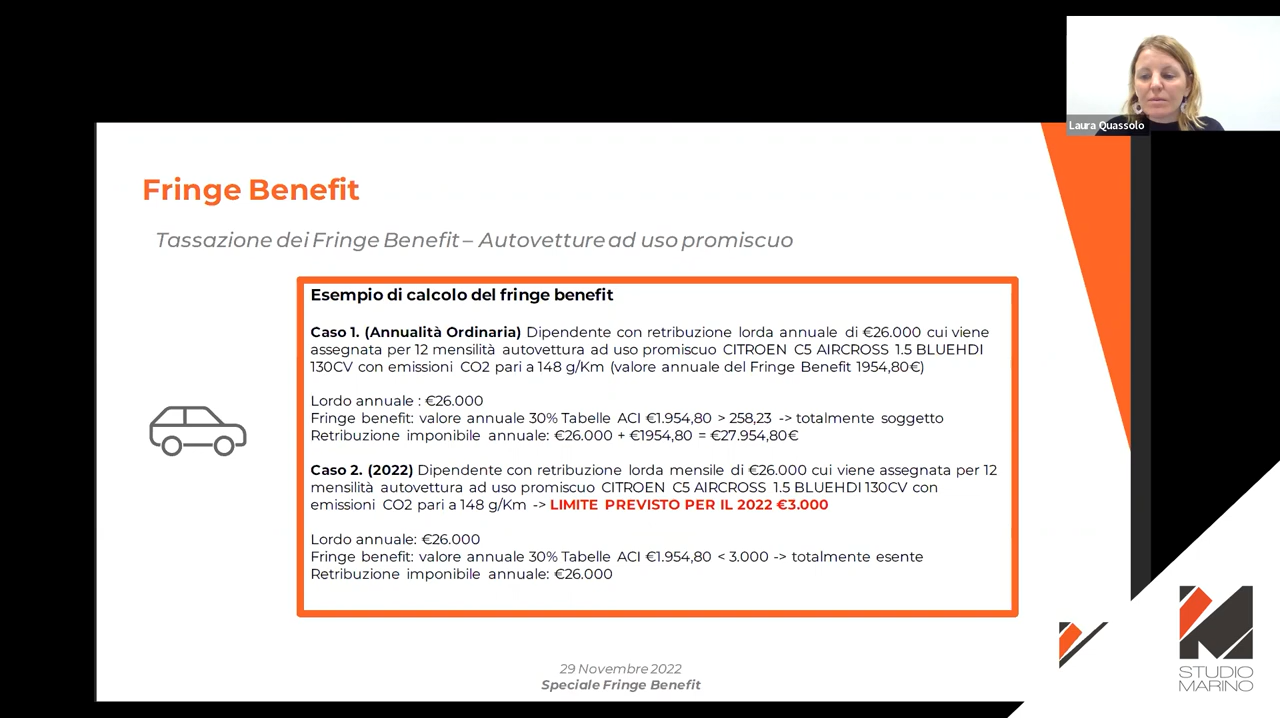 Laura Quassolo
Fringe Benefit
Tassazione dei Fringe Benefit – Autovetture ad uso promiscuo
Esempio di calcolo del fringe benefit
Caso 1. (Annualità Ordinaria) Dipendente con retribuzione lorda annuale di €26.000 cui viene
assegnata per 12 mensilità autovettura ad uso promiscuo CITROEN C5 AIRCROSS 1.5 BLUEHDI
130CV con emissioni CO2 pari a 148 g/Km (valore annuale del Fringe Benefit 1954,80€)
Lordo annuale : €26.000
Fringe benefit: valore annuale 30% Tabelle ACI €1.954,80 > 258,23 -> totalmente soggetto
Retribuzione imponibile annuale: €26.000 + €1954,80 = €27.954,80€
Caso 2. (2022) Dipendente con retribuzione lorda mensile di €26.000 cui viene assegnata per 12
mensilità autovettura ad uso promiscuo CITROEN C5 AIRCROSS 1.5 BLUEHDI 130CV con
emissioni CO2 pari a 148 g/Km -> LIMITE PREVISTO PER IL 2022 €3.000
Lordo annuale: €26.000
Fringe benefit: valore annuale 30% Tabelle ACI €1.954,80 < 3.000 -> totalmente esente
Retribuzione imponibile annuale: €26.000
29 Novembre 2022
Speciale Fringe Benefit
STUDIO
MARINO